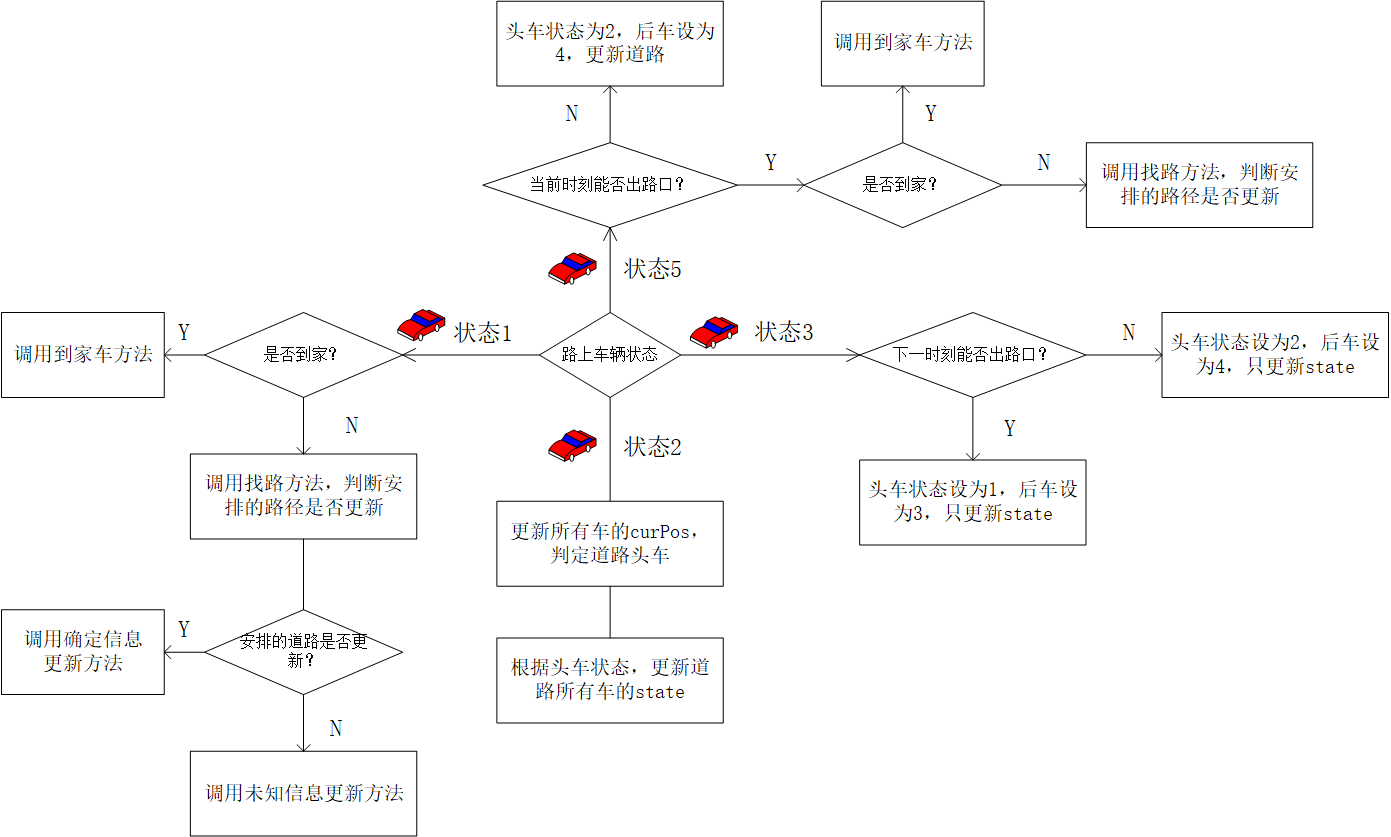 头车状态为2，后车设为
4，更新道路
调用到家车方法
N
Y
当前时刻能否出路口？
Y
是否到家？
N
调用找路方法，判断安
排的路径是否更新
状态5
调用到家车方法
Y
是否到家？
状态1
路上车辆状态
状态3
下一时刻能否出路口？
N
头车状态设为2，后车设
为4，只更新state
N
状态2
Y
调用找路方法，判断安
排的路径是否更新
头车状态设为1，后车设
为3，只更新state
更新所有车的curPos，
判定道路头车
调用确定信息
更新方法
Y
安排的道路是否更
新？
根据头车状态，更新道
路所有车的state
N
调用未知信息更新方法